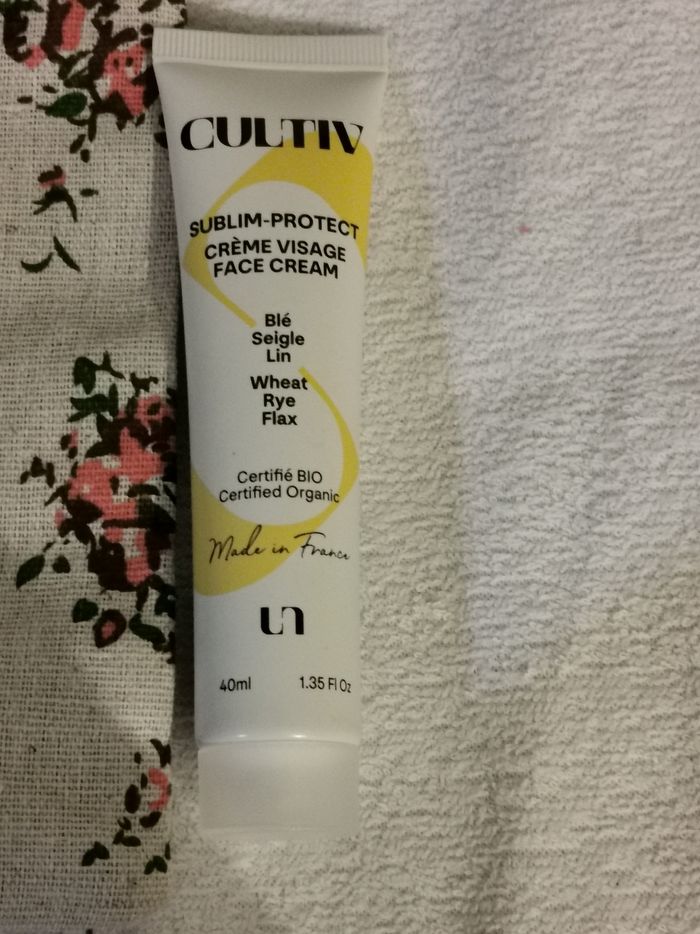 CULTIV
SUBLIM-PROTECT
CRÈME VISAGE
FACE CREAM
Blé
Seigle
Lin
Wheat
Rye
Flax
Certifié BIO
Certified Organic
Made in France
40ml 1.35 Fl Oz